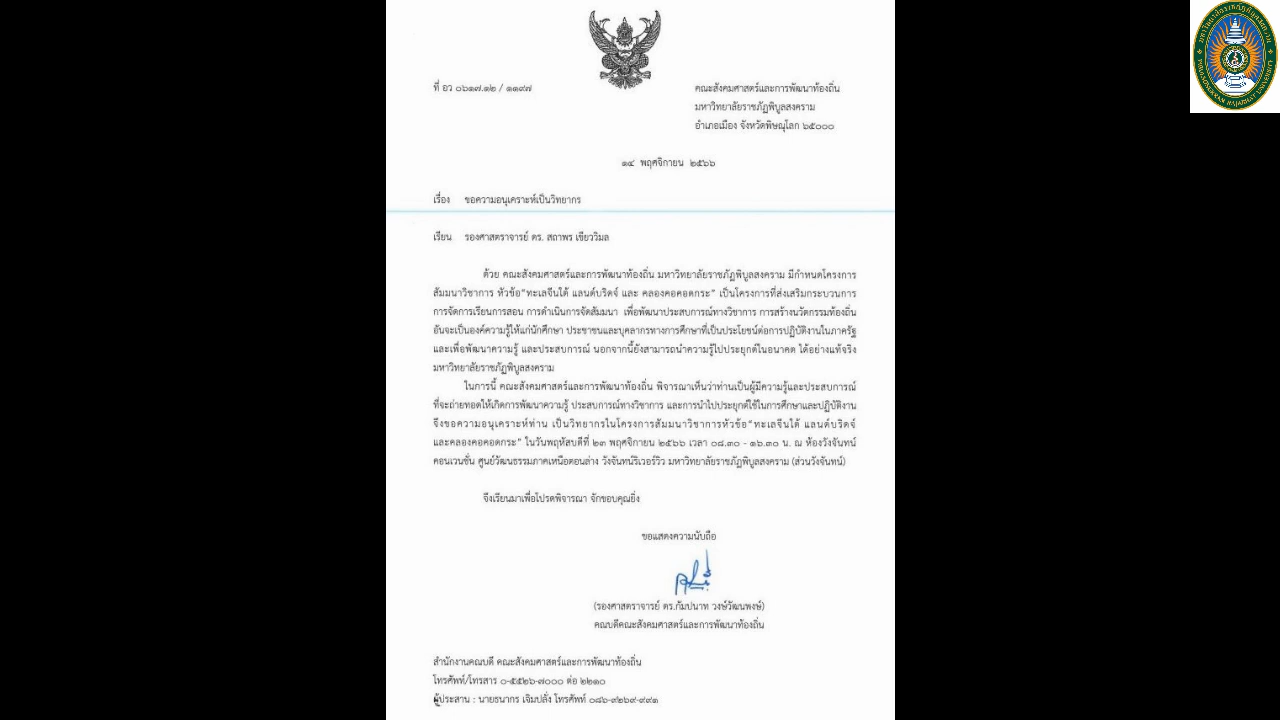 ที่ อว ๐๖๑๗.๑๒ / ๑๑๙๗
คณะสังคมศาสตร์และการพัฒนาท้องถิ่น
มหาวิทยาลัยราชภัฏพิบูลสงคราม
อำเภอเมือง จังหวัดพิษณุโลก ๖๕๐๐๐
๑๔ พฤศจิกายน ๒๕๖๖
เรื่อง ขอความอนุเคราะห์เป็นวิทยากร
เรียน รองศาสตราจารย์ ดร. สถาพร เขียววิมล
ด้วย คณะสังคมศาสตร์และการพัฒนาท้องถิ่น มหาวิทยาลัยราชภัฏพิบูลสงคราม มีกำหนดโครงการ
สัมมนาวิชาการ หัวข้อ"ทะเลจีนใต้ แลนด์บริดจ์ และ คลองคอคอดกระ" เป็นโครงการที่ส่งเสริมกระบวนการ
การจัดการเรียนการสอน การดำเนินการจัดสัมมนา เพื่อพัฒนาประสบการณ์ทางวิชาการ การสร้างนวัตกรรมท้องถิ่น
อันจะเป็นองค์ความรู้ให้แก่นักศึกษา ประชาชนและบุคลากรทางการศึกษาที่เป็นประโยชน์ต่อการปฏิบัติงานในภาครัฐ
และเพื่อพัฒนาความรู้ และประสบการณ์ นอกจากนี้ยังสามารถนำความรู้ไปประยุกต์ในอนาคต ได้อย่างแท้จริง
มหาวิทยาลัยราชภัฏพิบูลสงคราม
ในการนี้ คณะสังคมศาสตร์และการพัฒนาท้องถิ่น พิจารณาเห็นว่าท่านเป็นผู้มีความรู้และประสบการณ์
ที่จะถ่ายทอดให้เกิดการพัฒนาความรู้ ประสบการณ์ทางวิชาการ และการนำไปประยุกต์ใช้ในการศึกษาและปฏิบัติงาน
จึงขอความอนุเคราะห์ท่าน เป็นวิทยากรในโครงการสัมมนาวิชาการหัวข้อ"ทะเลจีนใต้ แลนด์บริดจ์
และคลองคอคอดกระ" ในวันพฤหัสบดีที่ ๒๓ พฤศจิกายน ๒๕๖๖ เวลา ๐๘.๓๐ - ๑๖.๓๐ น. ณ ห้องวังจันทน์
คอนเวนชั่น ศูนย์วัฒนธรรมภาคเหนือตอนล่าง วังจันทน์ริเวอร์วิว มหาวิทยาลัยราชภัฏพิบูลสงคราม (ส่วนวังจันทน์)
จึงเรียนมาเพื่อโปรดพิจารณา จักขอบคุณยิ่ง
ขอแสดงความนับถือ
(รองศาสตราจารย์ ดร.กัมปนาท วงษ์วัฒนพงษ์)
คณบดีคณะสังคมศาสตร์และการพัฒนาท้องถิ่น
สำนักงานคณบดี คณะสังคมศาสตร์และการพัฒนาท้องถิ่น
โทรศัพท์/โทรสาร ๐-๕๕๒๖-๗๐๐๐ ต่อ ๒๒๑๐
ผู้ประสาน : นายธนากร เจิมปลั่ง โทรศัพท์ ๐๘๖-๙๒๖๙-๙๙๑